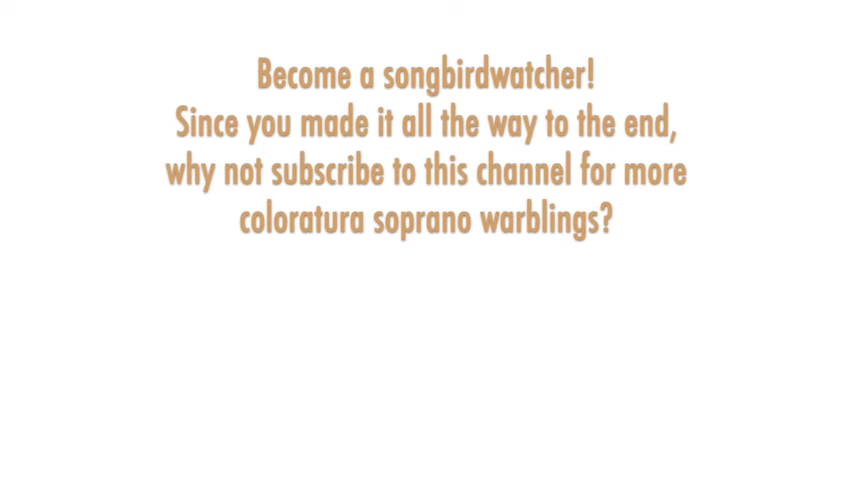 Become a songbirdwatcher!
Since you made it all the way to the end,
why not subscribe to this channel for more
coloratura soprano warblings?